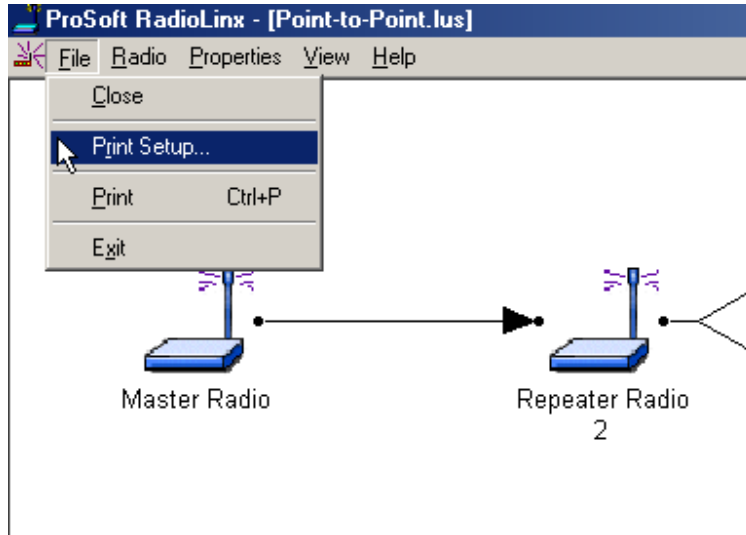 ProSoft RadioLinx - [Point-to-Point.lus]
File Radio Properties View Help
Close
Print Setup...
Print Ctrl+P
Exit
Master Radio
Repeater Radio
2